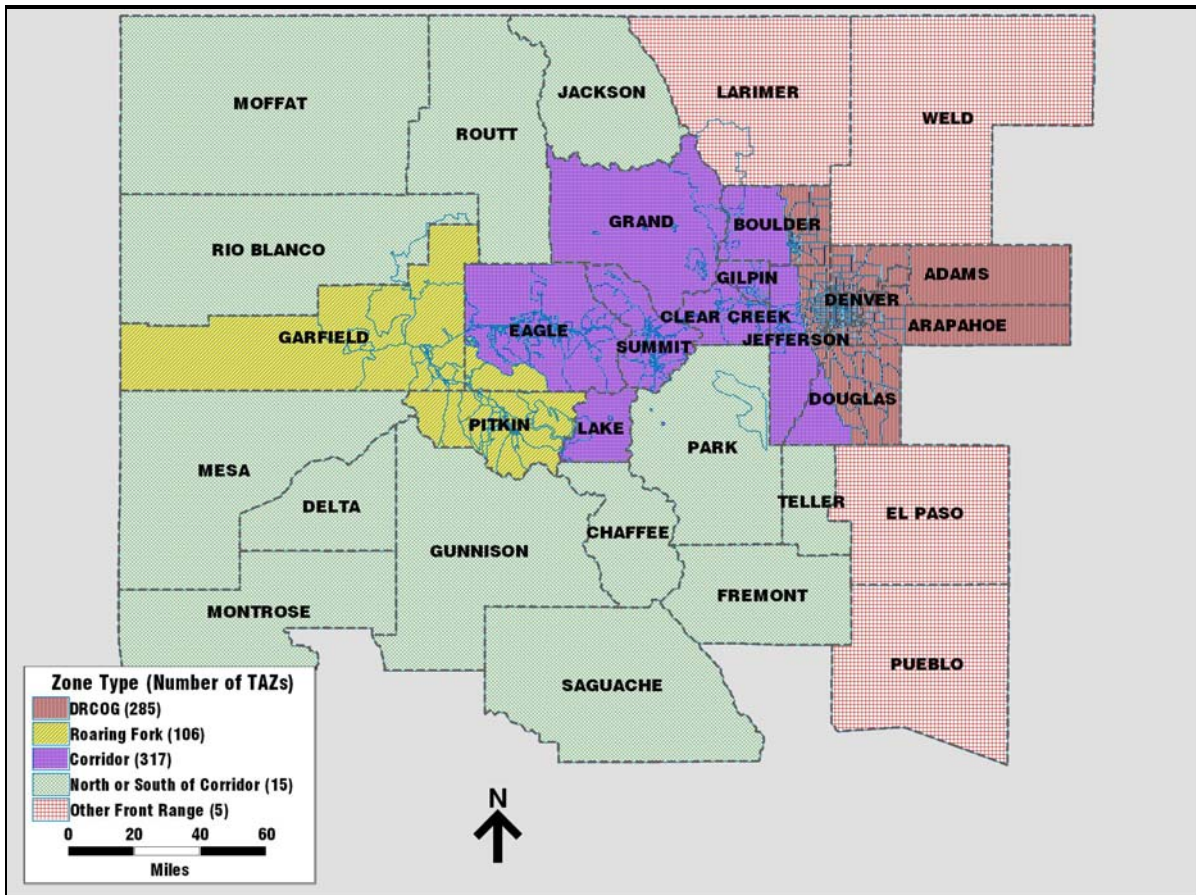 JACKSON
LARIMER
MOFFAT
WELD
ROUTT
GRAND
BOULDER
RIO BLANCO
GILPIN
ADAMS
DENVER
CLEAR CREEK
ARAPAHOE
EAGLE
GARFIELD
JEFFERSON
SUMMIT
DOUGLAS
PITKIN
LAKE
PARK
MESA
TELLER
DELTA
EL PASO
CHAFFEE
GUNNISON
FREMONT
MONTROSE
PUEBLO
SAGUACHE
Zone Type (Number of TAZs)
DRCOG (285)
Roaring Fork (106)
Corridor (317)
North or South of Corridor (15)
Other Front Range (5)
0 20 40 60
Miles
N